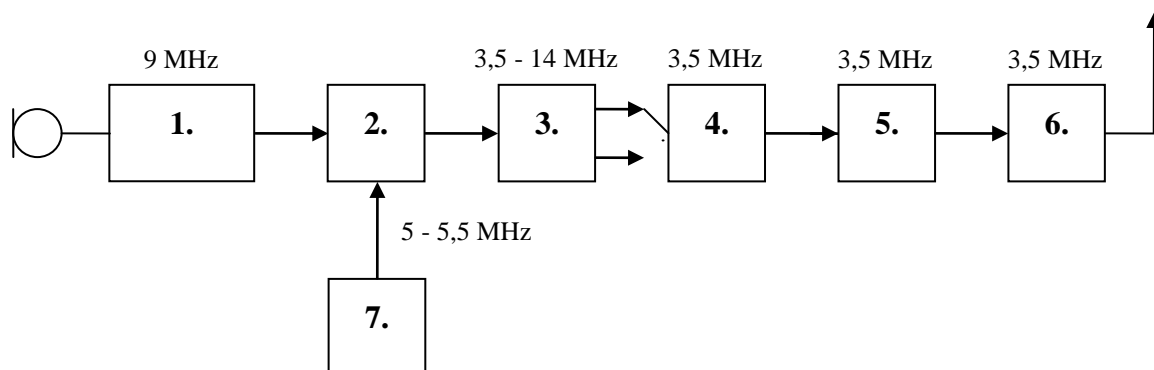 9 MHz
3,5 - 14 MHz
3,5 MHz
3,5 MHz
3,5 MHz
1.
2.
3.
4.
5.
6.
5 - 5,5 MHz
7.